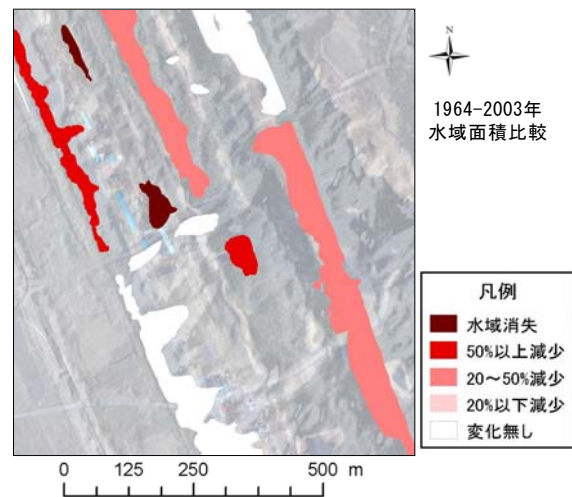 N
1964-2003年
水域面積比較
凡例
水域消失
50%以上減少
20～50%減少
20%以下減少
変化無し
0 125 250 500 m